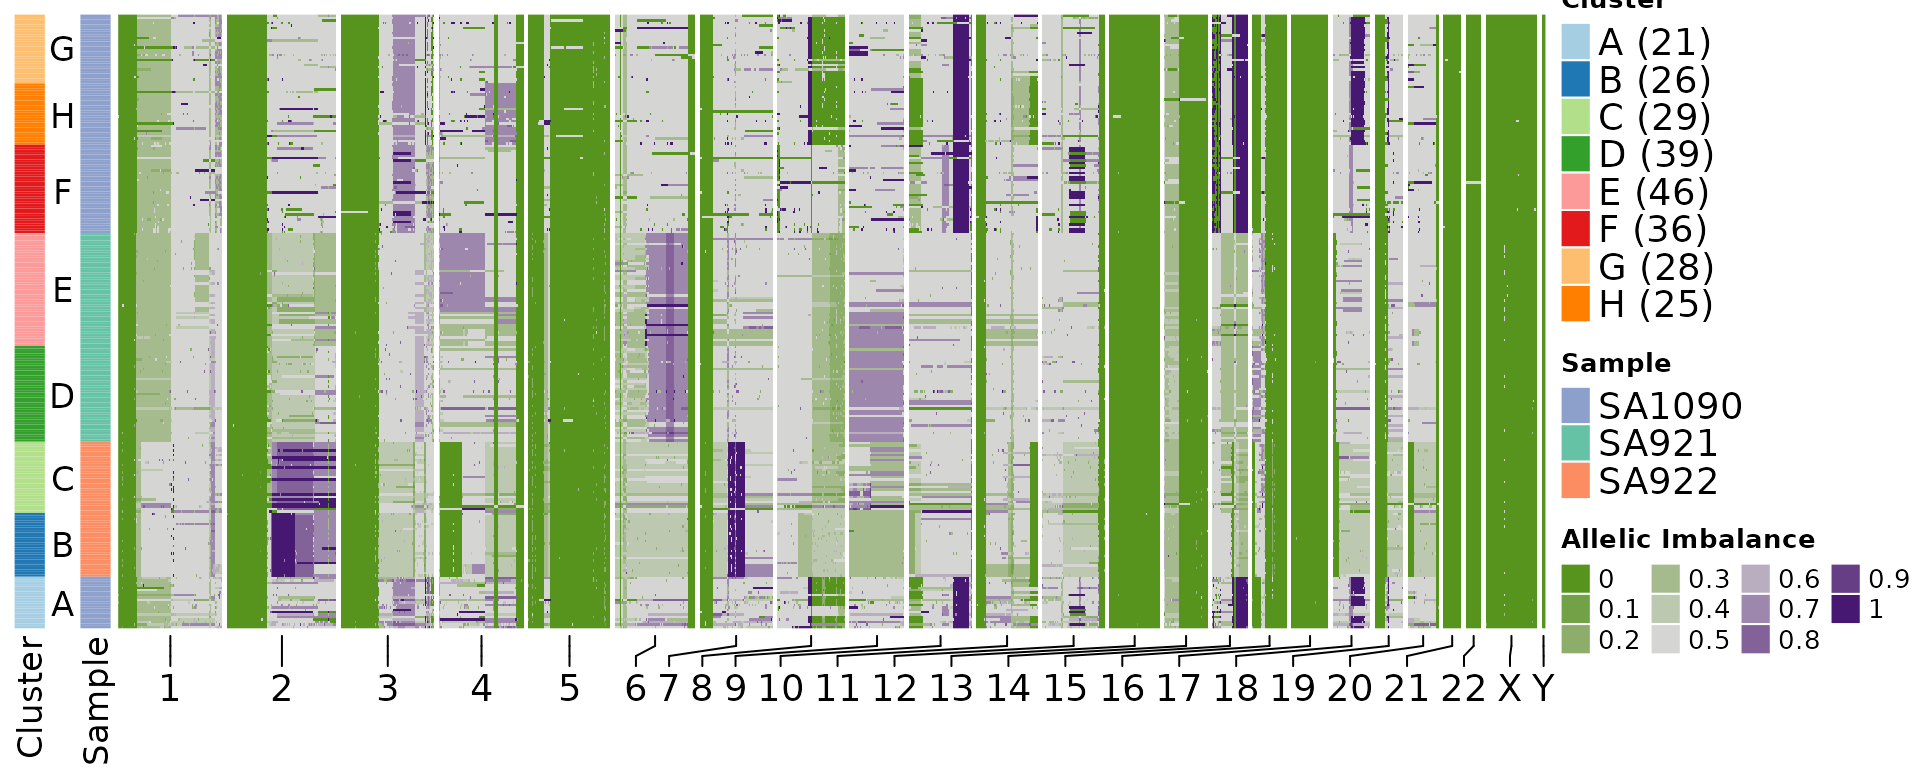 Cluster
A (21)
B (26)
C (29)
D (39)
E (46)
F (36)
G (28)
H (25)
Sample
SA1090
SA921
SA922
Allelic Imbalance
0 0.3 0.6 0.9
0.1 0.4 0.7 1
0.2 0.5 0.8
G
H
F
E
D
C
B
A
Cluster
Sample
1 2 3 4 5 6 7 8 9 10 11 12 13 14 15 16 17 18 19 20 21 22 X Y